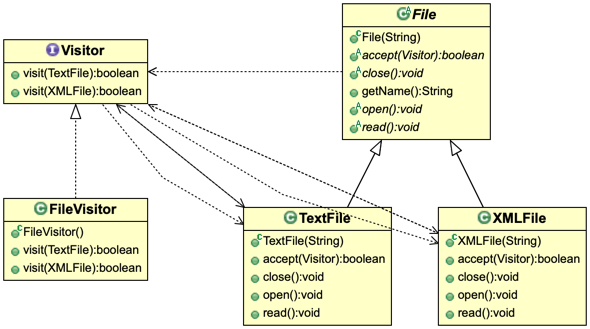 File
File(String)
accept(Visitor):boolean
close():void
getName():String
open():void
read():void
Visitor
visit(TextFile):boolean
visit(XMLFile):boolean
FileVisitor
FileVisitor()
visit(TextFile):boolean
visit(XMLFile):boolean
TextFile
TextFile(String)
accept(Visitor):boolean
close():void
open():void
read():void
XMLFile
XMLFile(String)
accept(Visitor):boolean
close():void
open():void
read():void